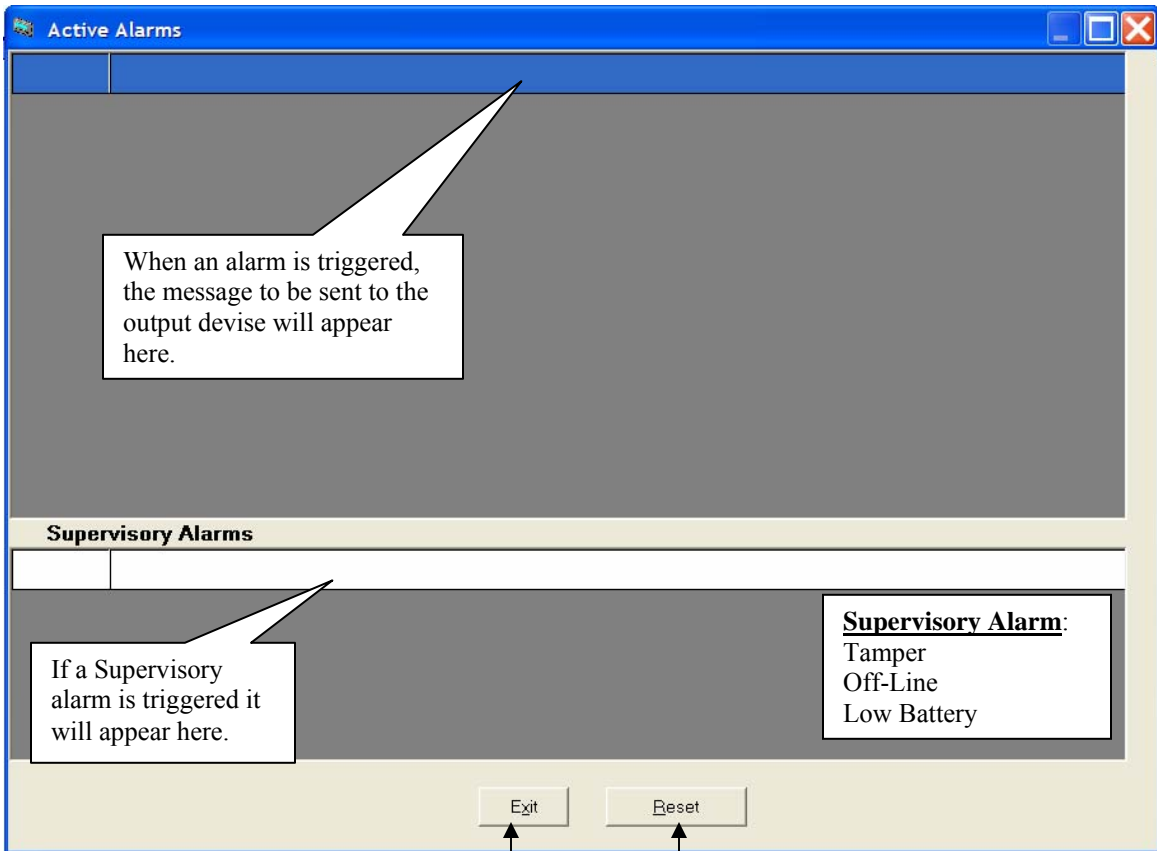 Active Alarms
When an alarm is triggered,
the message to be sent to the
output devise will appear
here.
Supervisory Alarms
If a Supervisory
alarm is triggered it
will appear here.
Supervisory Alarm:
Tamper
Off-Line
Low Battery
Exit
Reset